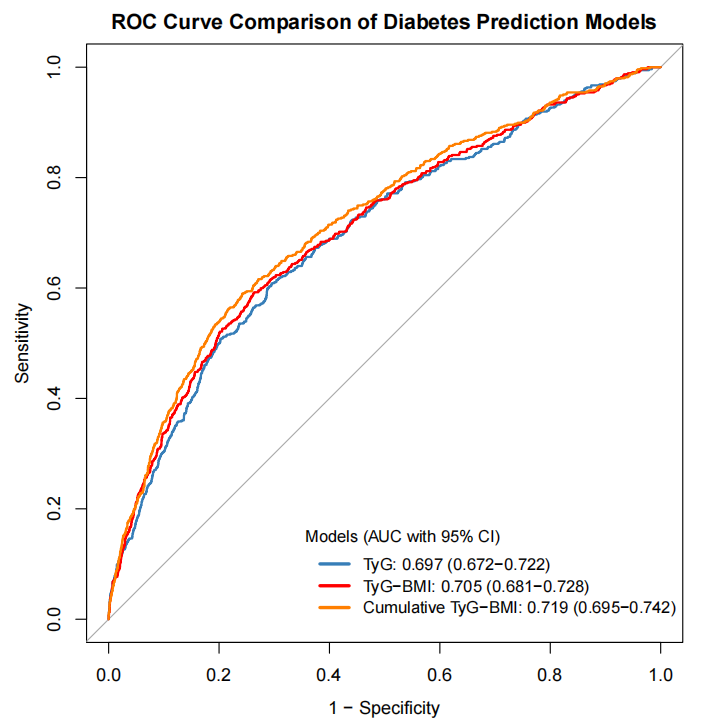 ROC Curve Comparison of Diabetes Prediction Models
Sensitivity
1.0
0.8
0.6
0.4
0.2
0.0
Models (AUC with 95% CI)
TyG: 0.697 (0.672−0.722)
TyG−BMI: 0.705 (0.681−0.728)
Cumulative TyG−BMI: 0.719 (0.695−0.742)
0.0 0.2 0.4 0.6 0.8 1.0
1 − Specificity